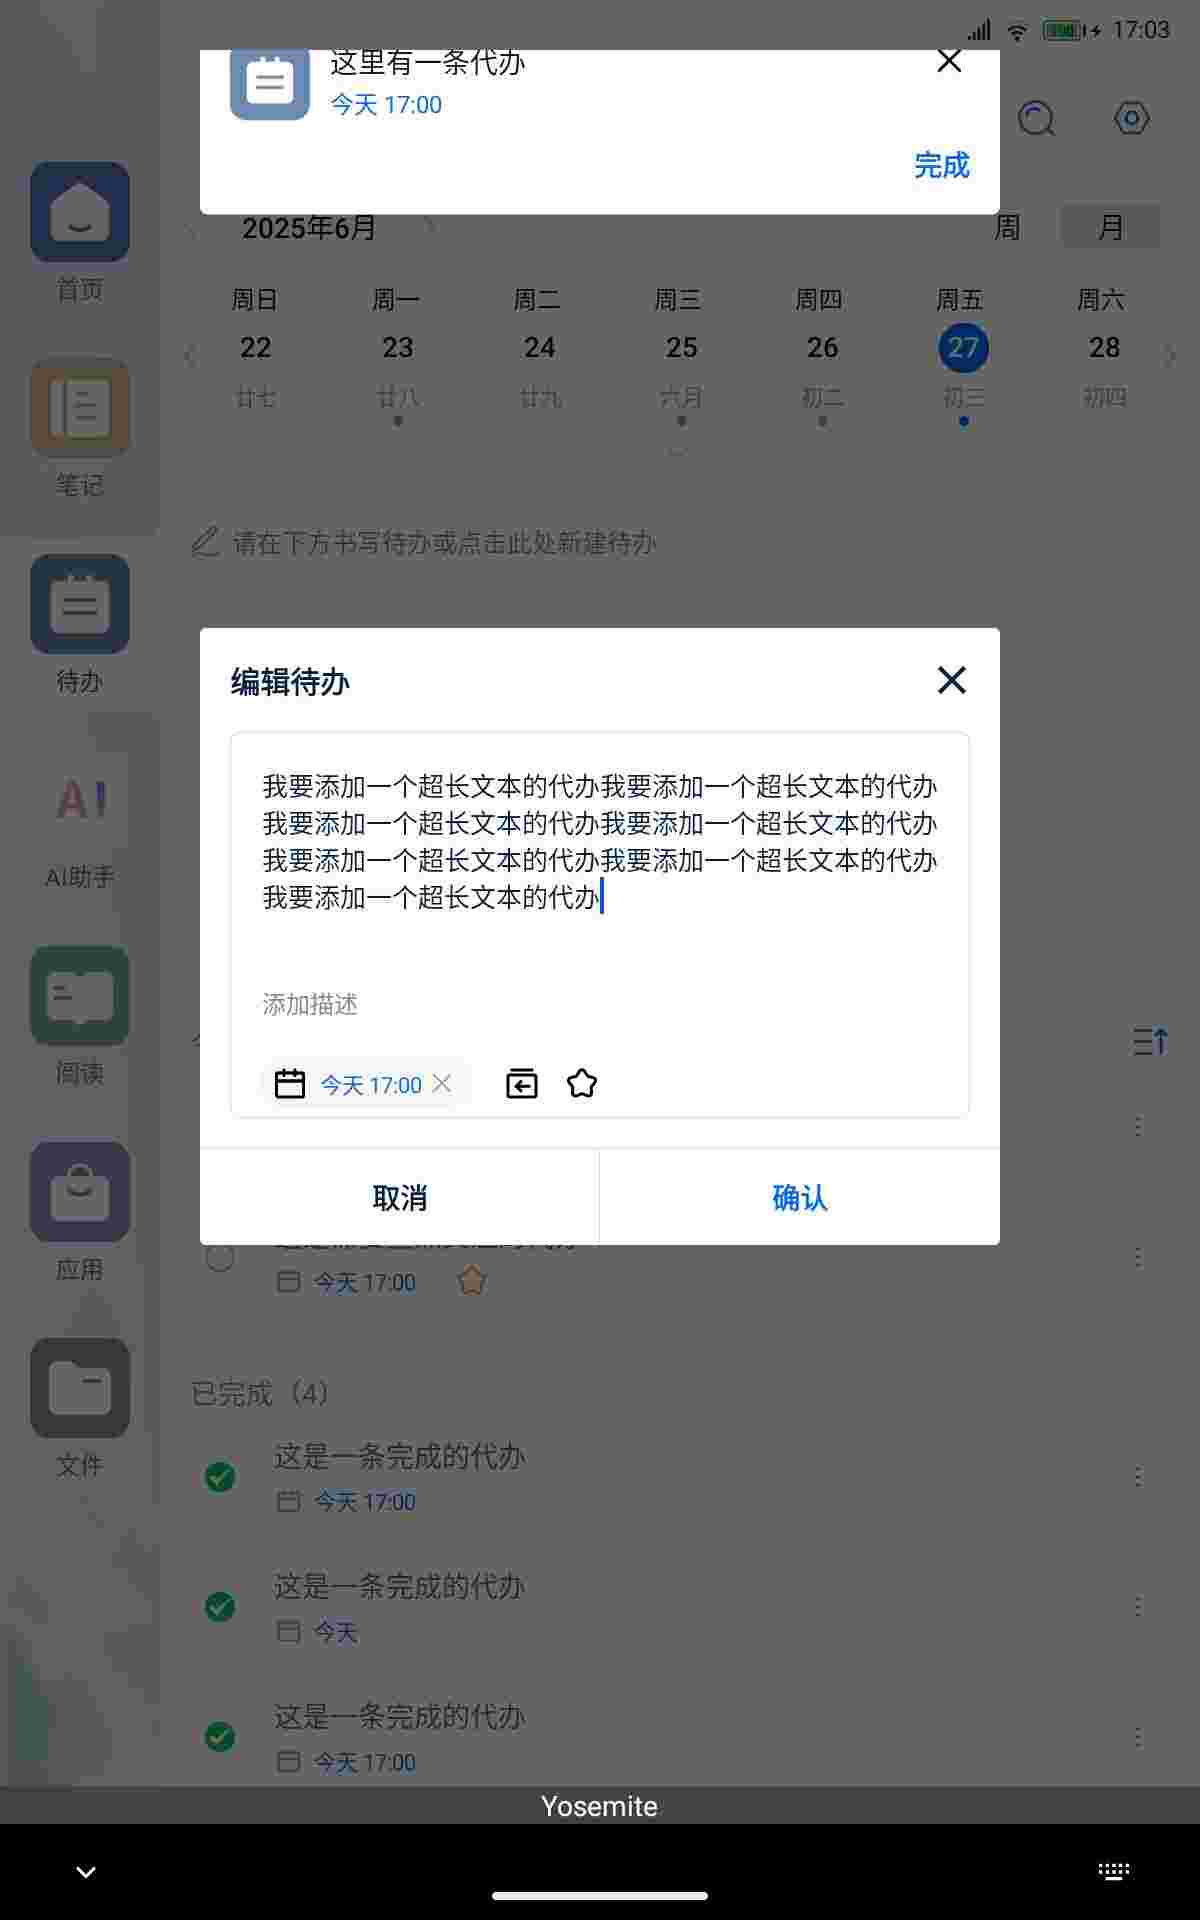 17:03
这里有一条代办
今天 17:00
完成
2025年6月
周
月
周日 周一 周二 周三 周四 周五 周六
22 23 24 25 26 27 28
廿七 廿八 廿九 六月 初二 初三 初四
首页
笔记
请在下方书写待办或点击此处新建待办
待办
编辑待办
我要添加一个超长文本的代办我要添加一个超长文本的代办
我要添加一个超长文本的代办我要添加一个超长文本的代办
我要添加一个超长文本的代办我要添加一个超长文本的代办
我要添加一个超长文本的代办
添加描述
今天 17:00
取消
确认
AI
AI助手
阅读
应用
文件
今天 17:00
已完成（4）
这是一条完成的代办
今天 17:00
这是一条完成的代办
今天
这是一条完成的代办
今天 17:00
Yosemite